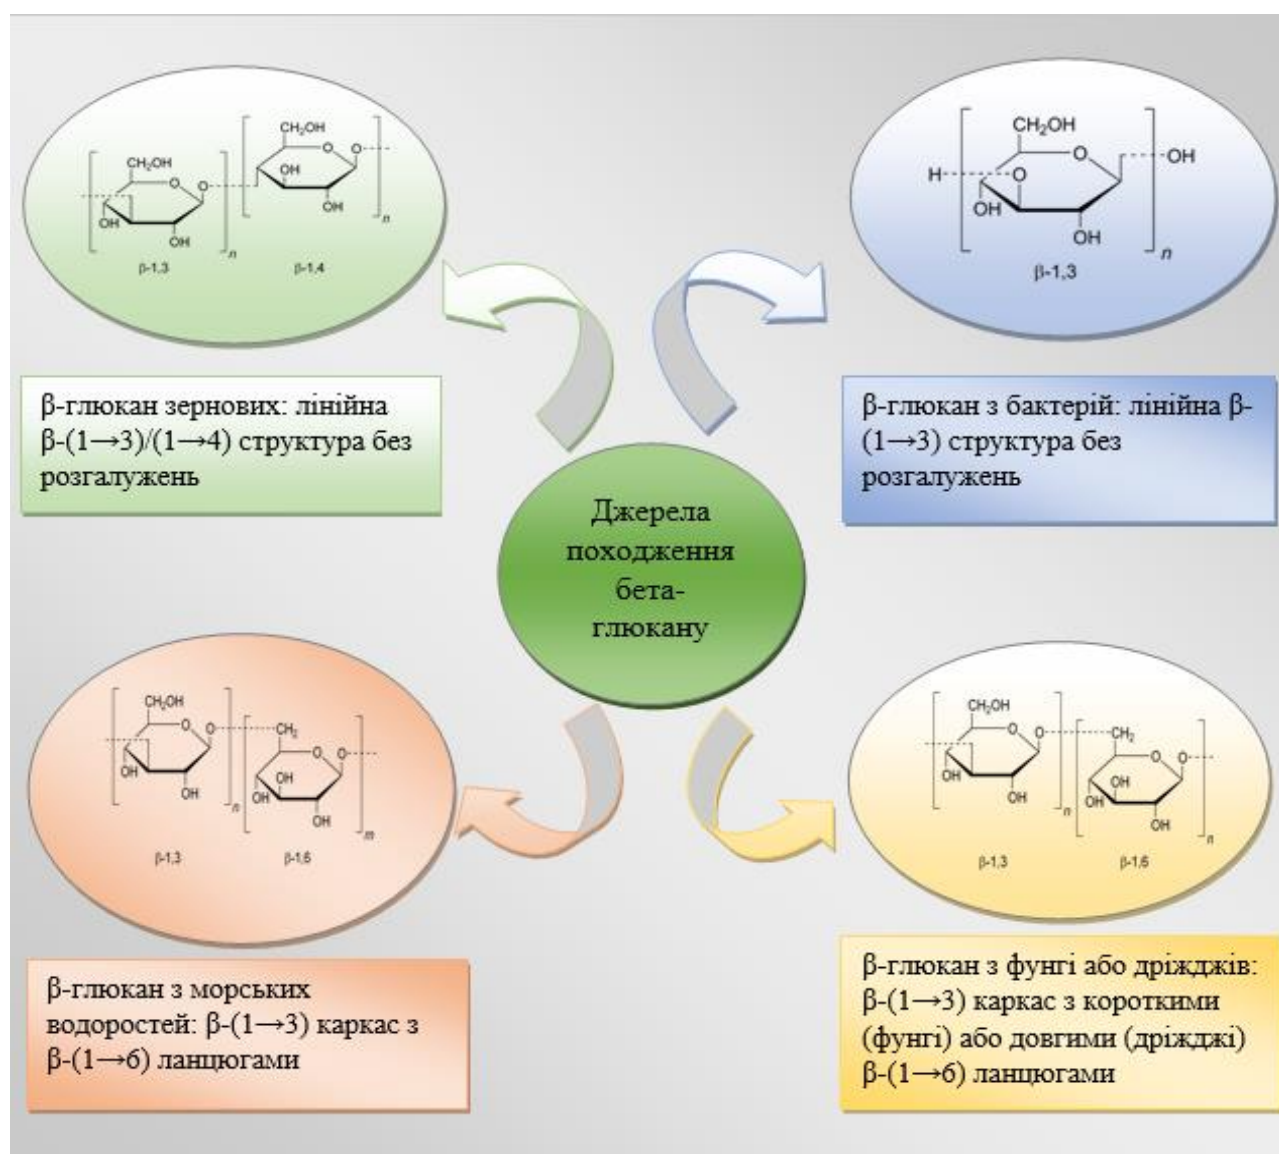 CH₂OH
O
O
OH
OH
n
β-1,3
CH₂OH
O
O
OH
OH
n
β-1,4
β-глюкан зернових: лінійна
β-(1→3)/(1→4) структура без
розгалужень
CH₂OH
O
OH
H
O
OH
OH
n
β-1,3
β-глюкан з бактерій: лінійна β-
(1→3) структура без
розгалужень
Джерела
походження
бета-
глюкану
CH₂OH
O
O
OH
OH
n
β-1,3
CH₂
O
O
OH
OH
OH
m
β-1,6
β-глюкан з морських
водоростей: β-(1→3) каркас з
β-(1→6) ланцюгами
CH₂OH
O
O
OH
OH
n
β-1,3
CH₂
O
O
OH
OH
OH
n
β-1,6
β-глюкан з фунгі або дріжджів:
β-(1→3) каркас з короткими
(фунгі) або довгими (дріжджі)
β-(1→6) ланцюгами